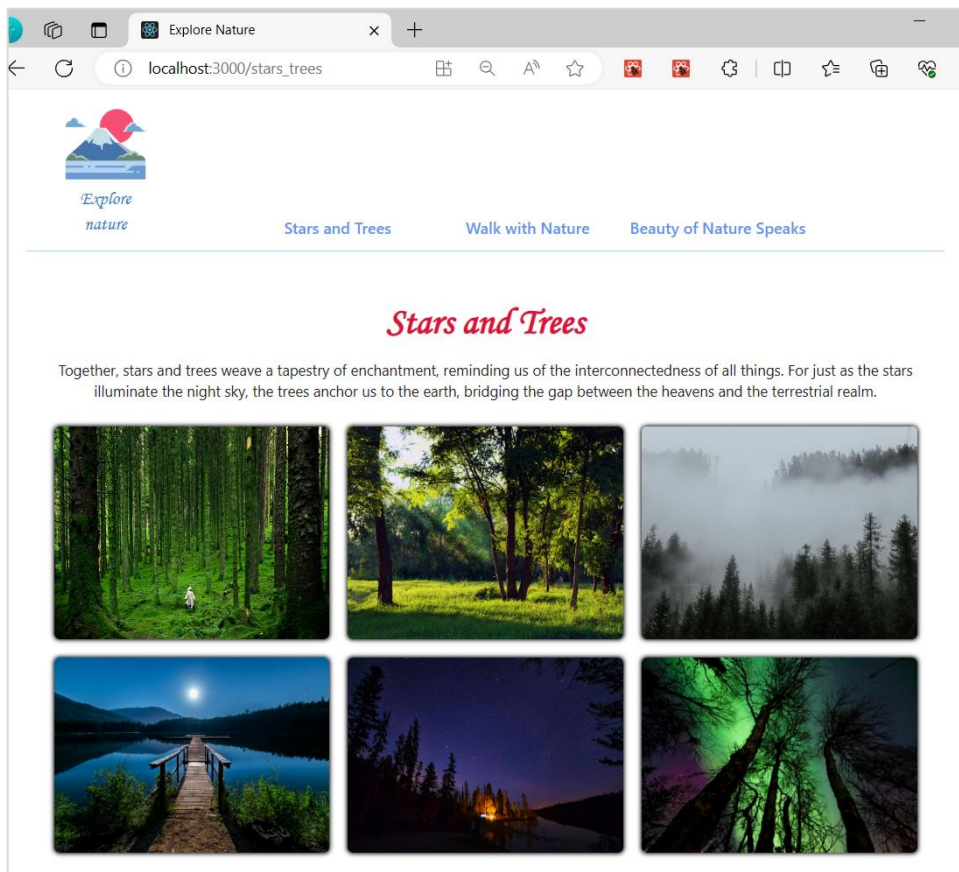 Explore Nature
localhost:3000/stars_trees
Explore
nature
Stars and Trees Walk with Nature Beauty of Nature Speaks
Stars and Trees
Together, stars and trees weave a tapestry of enchantment, reminding us of the interconnectedness of all things. For just as the stars
illuminate the night sky, the trees anchor us to the earth, bridging the gap between the heavens and the terrestrial realm.